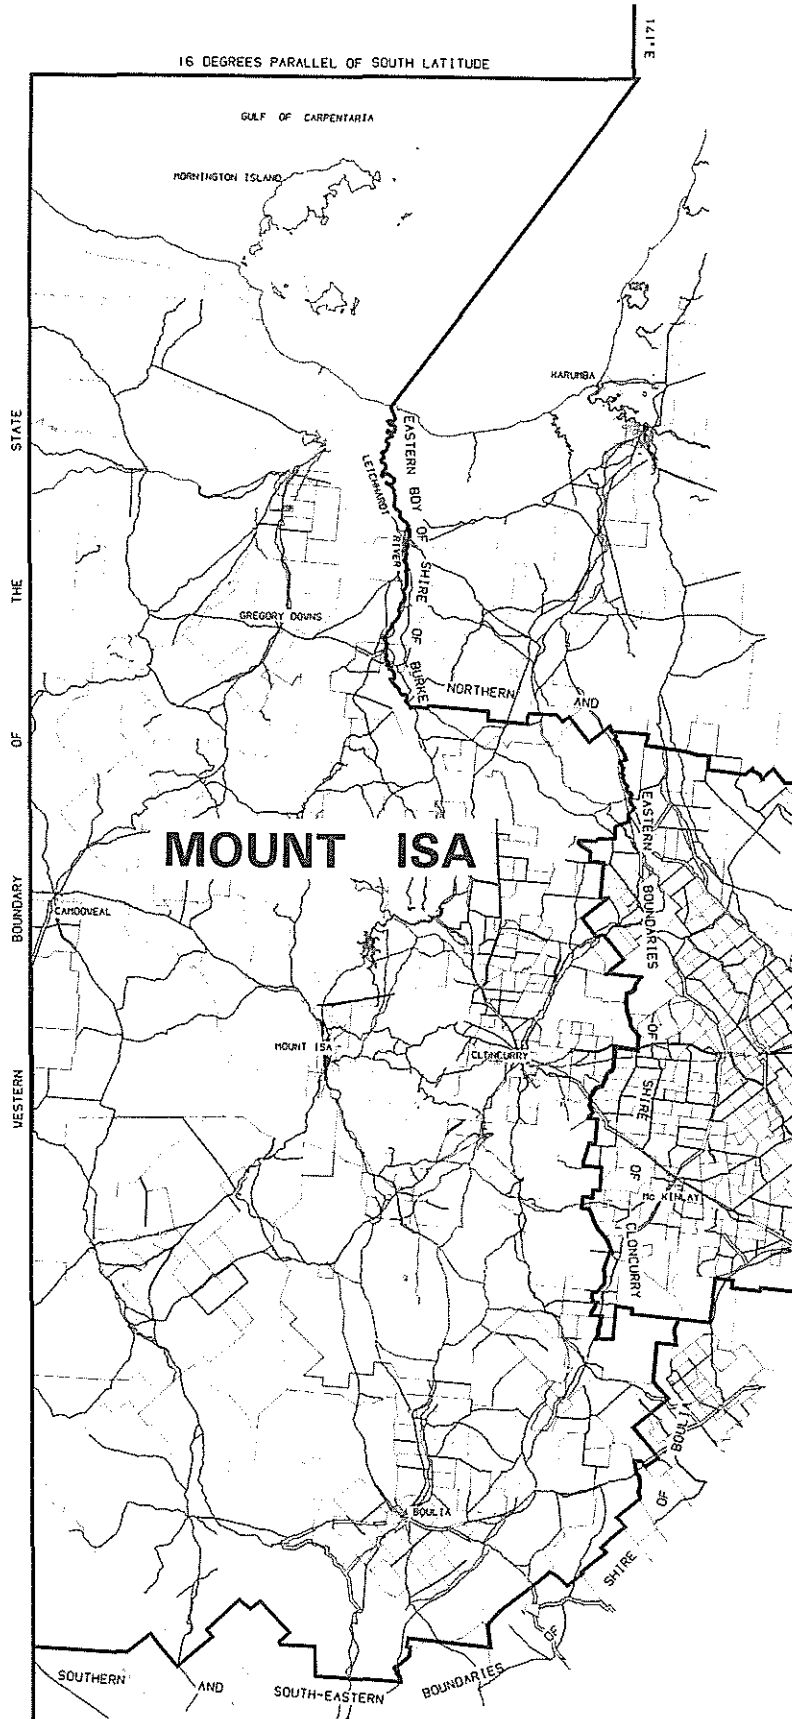 16 DEGREES PARALLEL OF SOUTH LATITUDE
141°E
GULF OF CARPENTARIA
MORNINGTON ISLAND
KARUMBA
EASTERN BDY OF SHIRE OF BURKE
LEICHHARDT RIVER
GREGORY DOWNS
NORTHERN AND
EASTERN BOUNDARIES OF SHIRE OF CLONCURRY
WESTERN BOUNDARY OF THE STATE
MOUNT ISA
CAMOOWEAL
MOUNT ISA
CLONCURRY
Mc KINLAY
BOULIA
SOUTHERN AND SOUTH-EASTERN BOUNDARIES OF SHIRE OF BOULIA